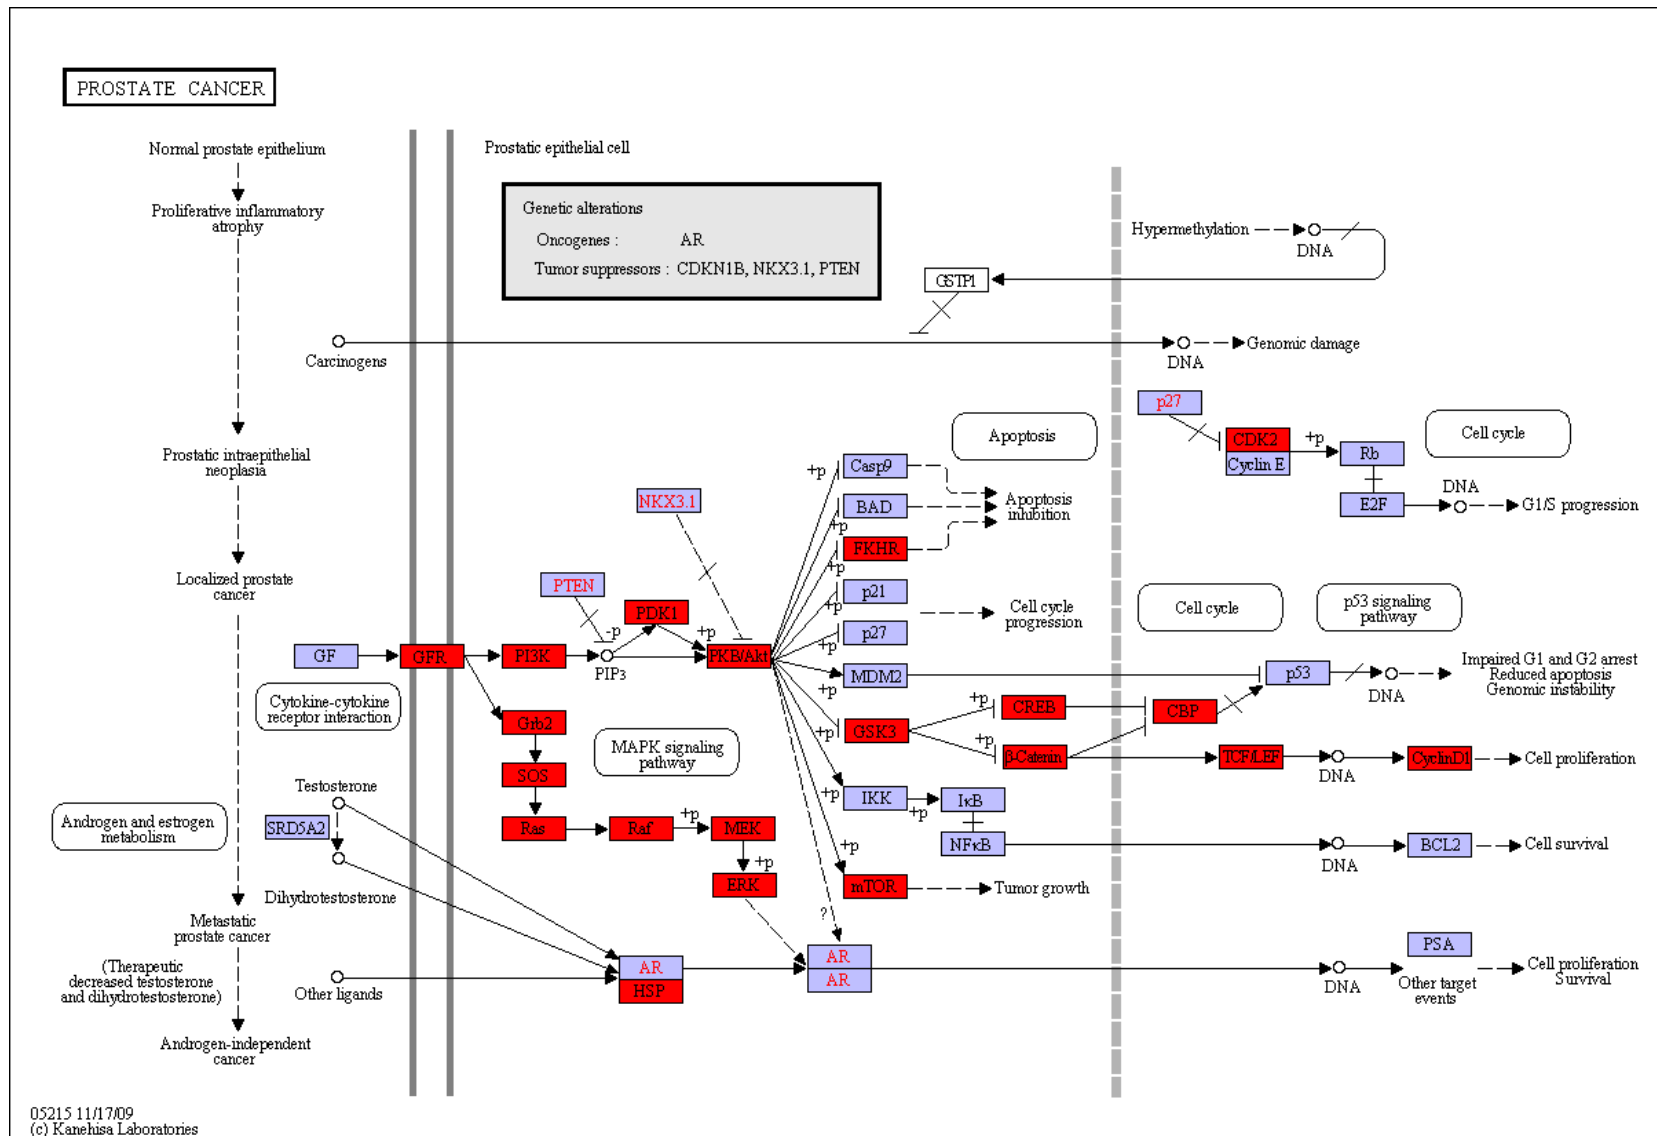 PROSTATE CANCER
Normal prostate epithelium
Proliferative inflammatory
atrophy
Prostatic intraepithelial
neoplasia
Localized prostate
cancer
Metastatic
prostate cancer
(Therapeutic
decreased testosterone
and dihydrotestosterone)
Androgen-independent
cancer
Prostatic epithelial cell
Genetic alterations
Oncogenes : AR
Tumor suppressors : CDKN1B, NKX3.1, PTEN
Hypermethylation
DNA
GSTP1
Carcinogens
DNA
Genomic damage
p27
CDK2
Cyclin E
+p
Rb
E2F
Cell cycle
DNA
G1/S progression
Apoptosis
Casp9
BAD
FKHR
Apoptosis
inhibition
+p
+p
+p
NKX3.1
PTEN
-p
PDK1
+p
p21
+p
p27
+p
Cell cycle
progression
Cell cycle
p53 signaling
pathway
GF
GFR
PI3K
PIP3
PKB/Akt
MDM2
p53
DNA
Impaired G1 and G2 arrest
Reduced apoptosis
Genomic instability
Cytokine-cytokine
receptor interaction
Grb2
MAPK signaling
pathway
+p
+p
GSK3
+p
CREB
CBP
+p
β-Catenin
TCF/LEF
DNA
CyclinD1
Cell proliferation
SOS
Testosterone
Androgen and estrogen
metabolism
SRD5A2
Ras
Raf
+p
MEK
+p
IKK
+p
IκB
NFκB
DNA
BCL2
Cell survival
+p
ERK
+p
mTOR
Tumor growth
Dihydrotestosterone
?
AR
HSP
AR
AR
Other ligands
DNA
PSA
Other target
events
Cell proliferation
Survival
05215 11/17/09
(c) Kanehisa Laboratories